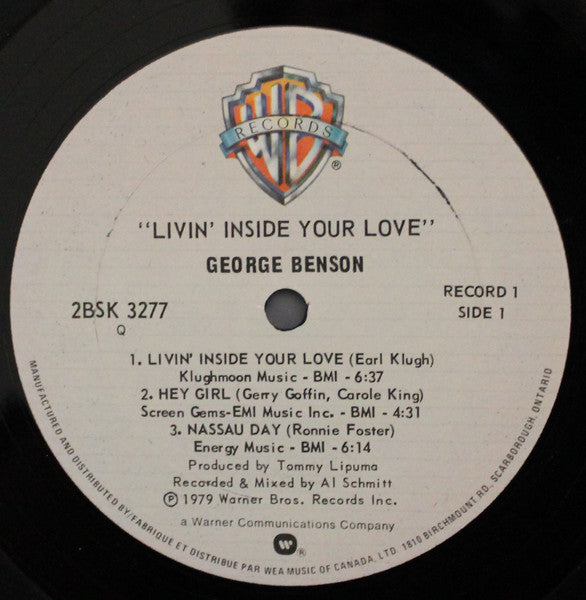 WB
RECORDS
®
"LIVIN' INSIDE YOUR LOVE"
GEORGE BENSON
2BSK 3277
Q
RECORD 1
SIDE 1
1. LIVIN' INSIDE YOUR LOVE (Earl Klugh)
Klughmoon Music - BMI - 6:37
2. HEY GIRL (Gerry Goffin, Carole King)
Screen Gems-EMI Music Inc. - BMI - 4:31
3. NASSAU DAY (Ronnie Foster)
Energy Music - BMI - 6:14
Produced by Tommy Lipuma
Recorded & Mixed by Al Schmitt
℗ 1979 Warner Bros. Records Inc.
a Warner Communications Company
W ®
MANUFACTURED AND DISTRIBUTED BY/FABRIQUE ET DISTRIBUE PAR WEA MUSIC OF CANADA, LTD. 1810 BIRCHMOUNT RD., SCARBOROUGH, ONTARIO